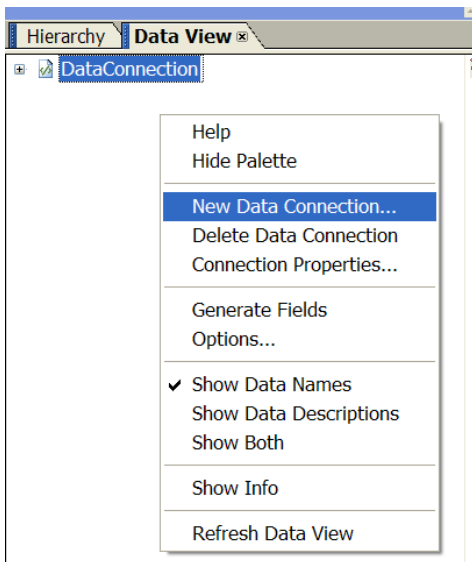 Hierarchy Data View
DataConnection
Help
Hide Palette
New Data Connection...
Delete Data Connection
Connection Properties...
Generate Fields
Options...
Show Data Names
Show Data Descriptions
Show Both
Show Info
Refresh Data View